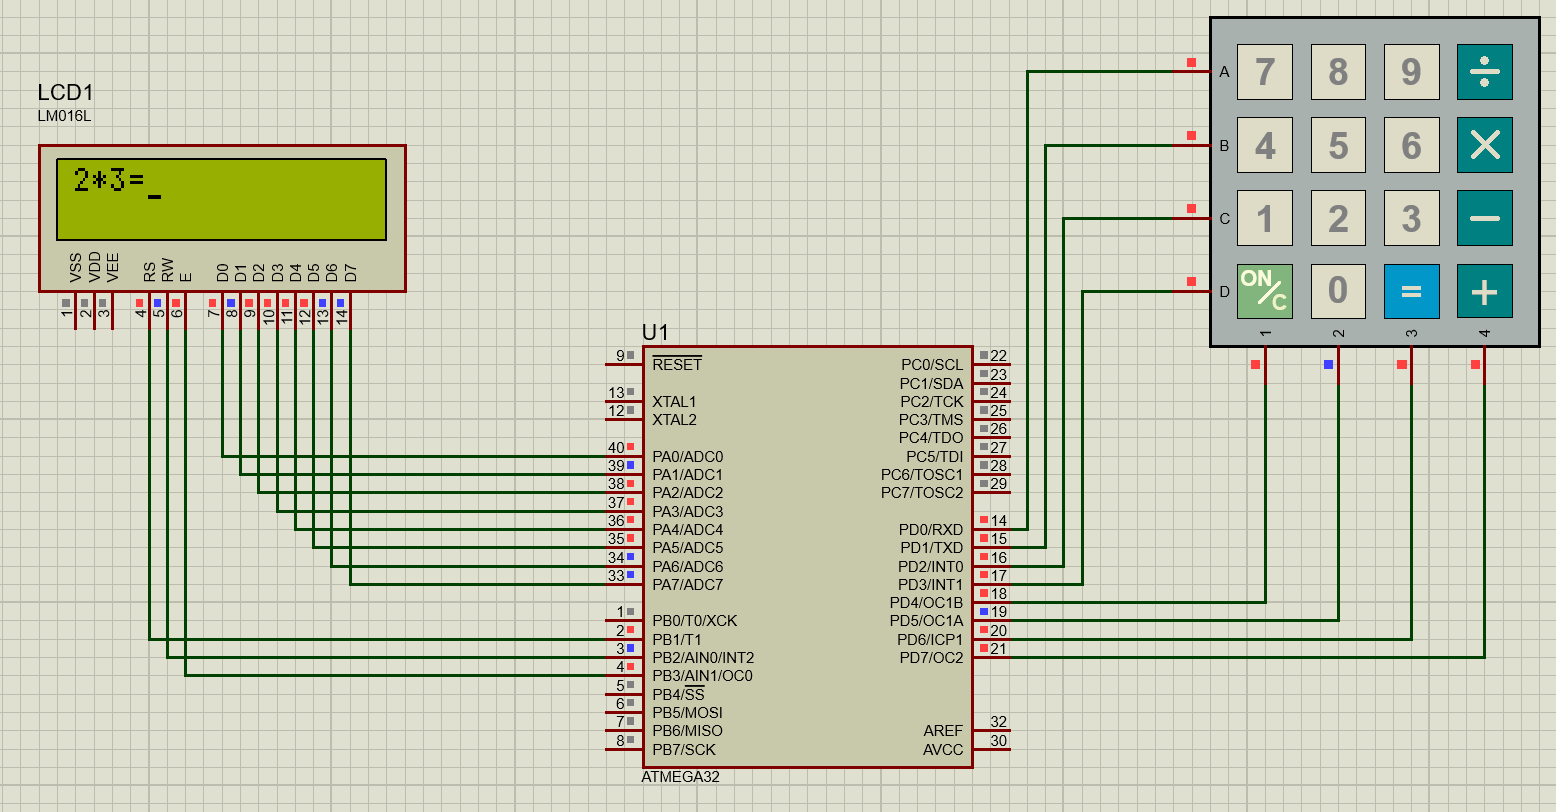 LCD1
LM016L
2*3=_
VSS VDD VEE RS RW E D0 D1 D2 D3 D4 D5 D6 D7
1 2 3 4 5 6 7 8 9 10 11 12 13 14
A 7 8 9 ÷
B 4 5 6 ×
C 1 2 3 −
D ON/C 0 = +
1 2 3 4
U1
9 RESET PC0/SCL 22
PC1/SDA 23
13 XTAL1 PC2/TCK 24
12 XTAL2 PC3/TMS 25
PC4/TDO 26
40 PA0/ADC0 PC5/TDI 27
39 PA1/ADC1 PC6/TOSC1 28
38 PA2/ADC2 PC7/TOSC2 29
37 PA3/ADC3
36 PA4/ADC4 PD0/RXD 14
35 PA5/ADC5 PD1/TXD 15
34 PA6/ADC6 PD2/INT0 16
33 PA7/ADC7 PD3/INT1 17
PD4/OC1B 18
1 PB0/T0/XCK PD5/OC1A 19
2 PB1/T1 PD6/ICP1 20
3 PB2/AIN0/INT2 PD7/OC2 21
4 PB3/AIN1/OC0
5 PB4/SS
6 PB5/MOSI
7 PB6/MISO AREF 32
8 PB7/SCK AVCC 30
ATMEGA32